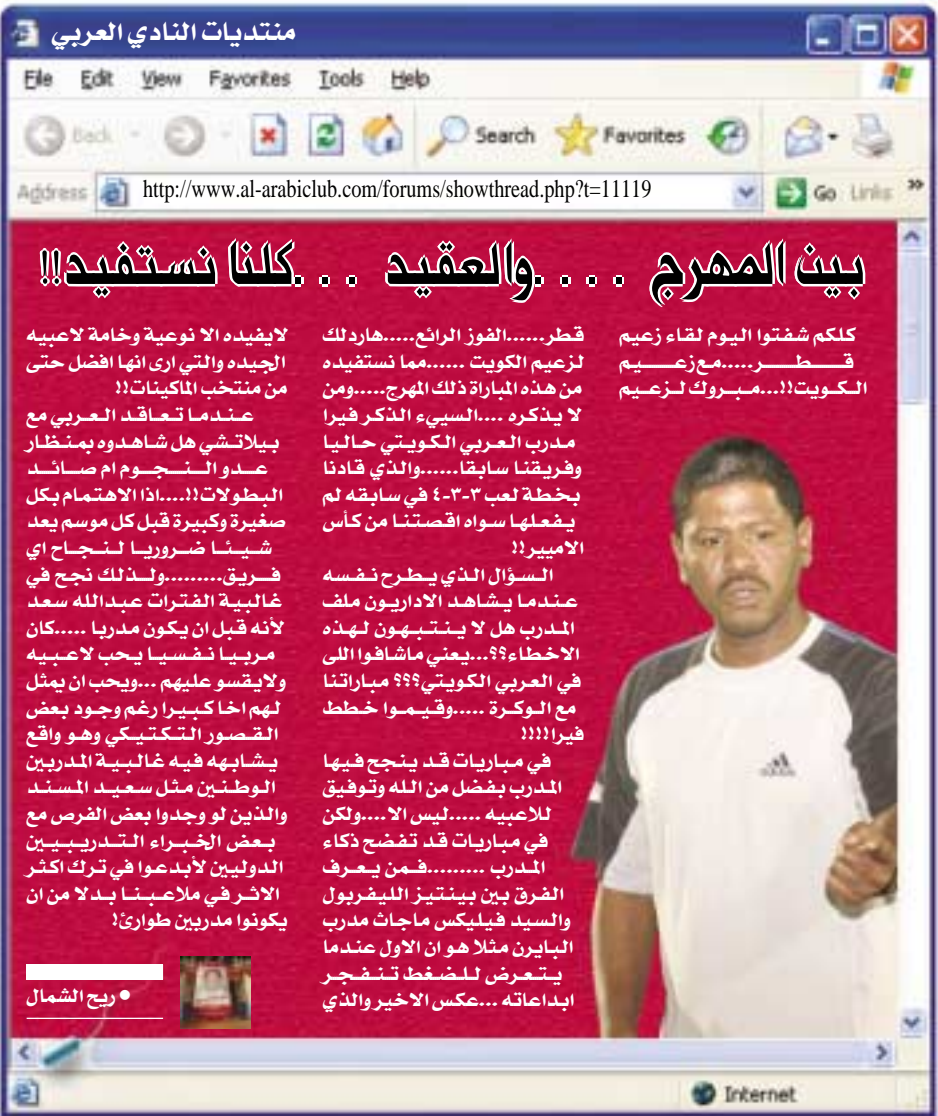 منتديات النادي العربي
File Edit View Favorites Tools Help
Back Search Favorites
Address http://www.al-arabiclub.com/forums/showthread.php?t=11119 Go Links
بين المهرج ....والعقيد ...كلنا نستفيد!!
كلكم شفتوا اليوم لقاء زعيم
قــطــر.....مع زعــيم
الكويت!!...مبروك لزعيم
قطر......الفوز الرائع.....هاردلك
لزعيم الكويت ......مما نستفيده
من هذه المباراة ذلك المهرج.....ومن
لا يذكره ....السييء الذكر فيرا
مدرب العربي الكويتي حاليا
وفريقنا سابقا......والذي قادنا
بخطة لعب ٣-٣-٤ في سابقه لم
يفعلها سواه اقصتنا من كأس
الاميير!!
السؤال الذي يطرح نفسه
عندما يشاهد الاداريون ملف
المدرب هل لا ينتبهون لهذه
الاخطاء؟؟...يعني ماشافوا اللى
في العربي الكويتي؟؟؟ مباراتنا
مع الوكرة .....وقيموا خطط
فيرا!!!!
في مباريات قد ينجح فيها
المدرب بفضل من الله وتوفيق
للاعبيه .....ليس الا ....ولكن
في مباريات قد تفضح ذكاء
المدرب .........فمن يعرف
الفرق بين بينتيز الليفربول
والسيد فيليكس ماجاث مدرب
البايرن مثلا هو ان الاول عندما
يتعرض للضغط تنفجر
ابداعاته ...عكس الاخير والذي
لايفيده الا نوعية وخامة لاعبيه
الجيده والتي ارى انها افضل حتى
من منتخب الماكينات!!
عندما تعاقد العربي مع
بيلاتشي هل شاهدوه بمنظار
عدو النجوم ام صائد
البطولات!!....اذا الاهتمام بكل
صغيرة وكبيرة قبل كل موسم يعد
شيئا ضروريا لنجاح اي
فريق.........ولذلك نجح في
غالبية الفترات عبدالله سعد
لأنه قبل ان يكون مدربا .....كان
مربيا نفسيا يحب لاعبيه
ولايقسو عليهم ...ويحب ان يمثل
لهم اخا كبيرا رغم وجود بعض
القصور التكتيكي وهو واقع
يشابهه فيه غالبية المدربين
الوطنين مثل سعيد المسند
والذين لو وجدوا بعض الفرص مع
بعض الخبراء التدريبيين
الدوليين لأبدعوا في ترك اكثر
الاثر في ملاعبنا بدلا من ان
يكونوا مدربين طوارئ!
● ريح الشمال
adidas
Internet